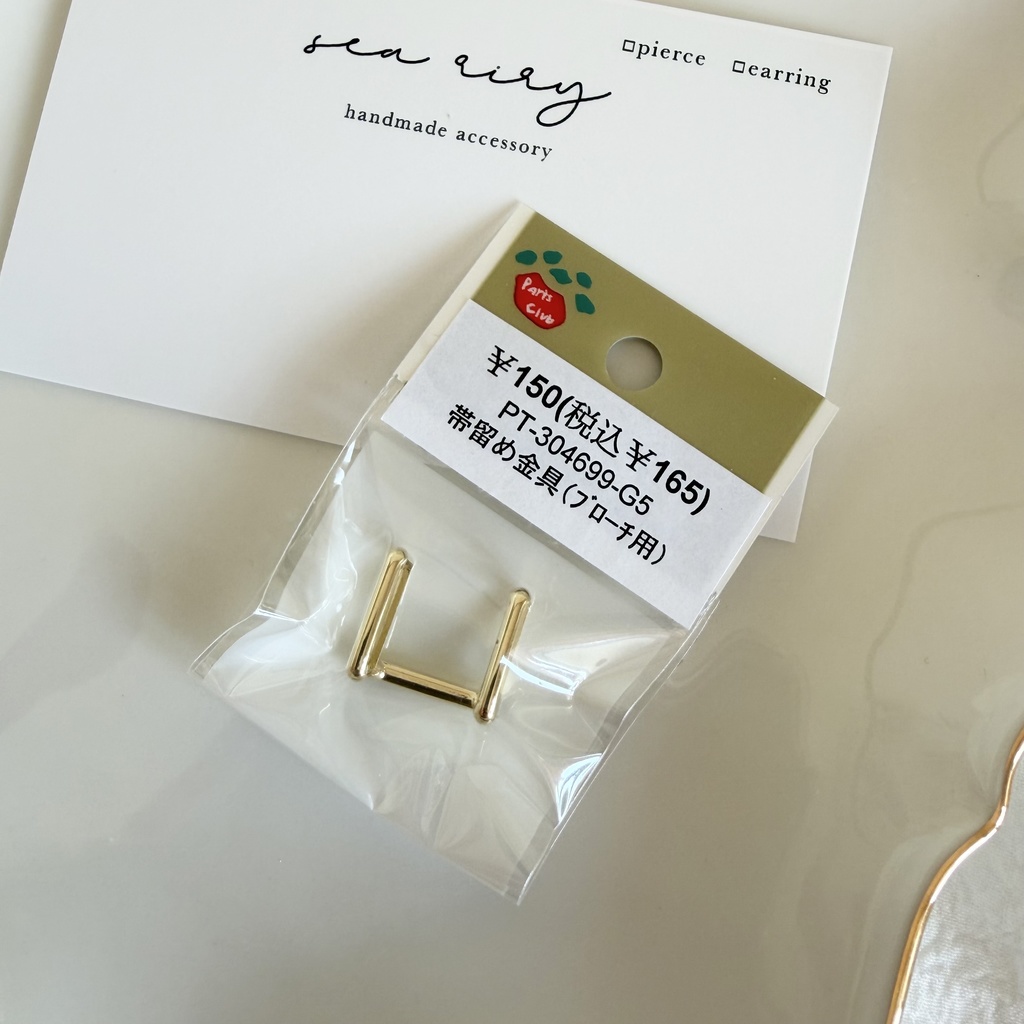 sea airy
handmade accessory
□pierce □earring
Parts
Club
¥150(税込¥165)
PT-304699-G5
帯留め金具(ﾌﾞﾛｰﾁ用)